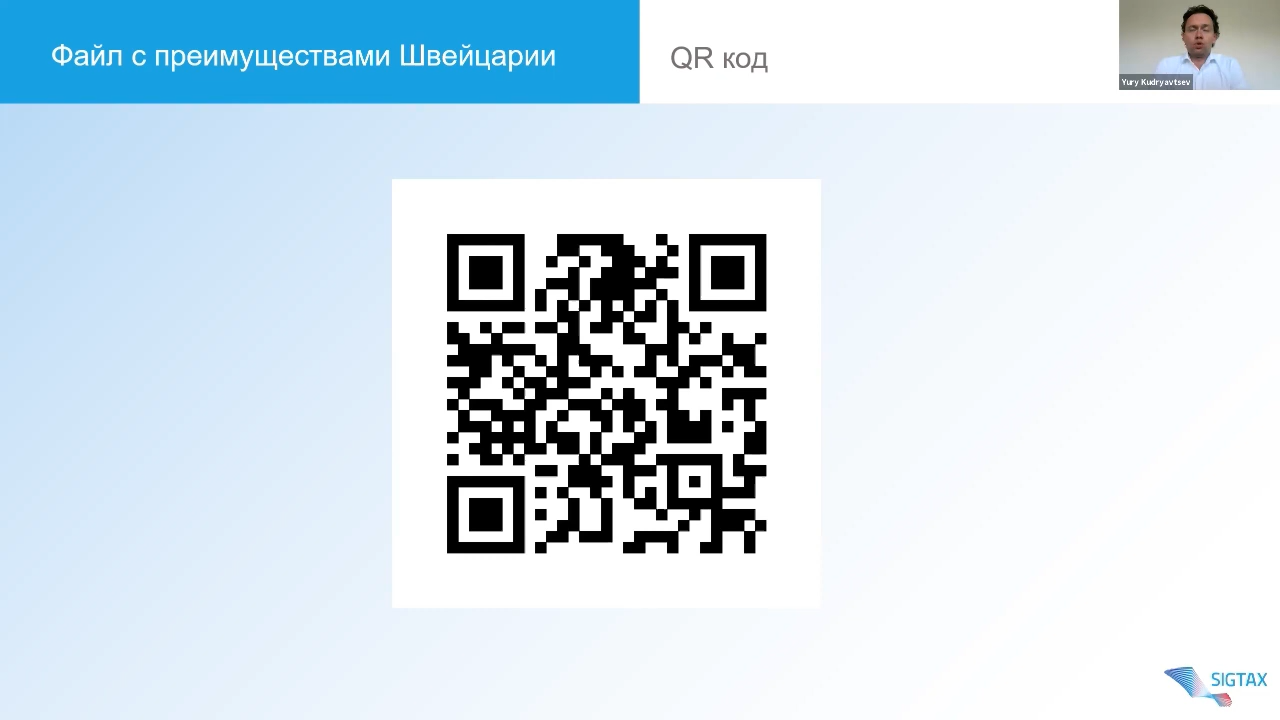 Файл с преимуществами Швейцарии
QR код
Yury Kudryavtsev
SIGTAX